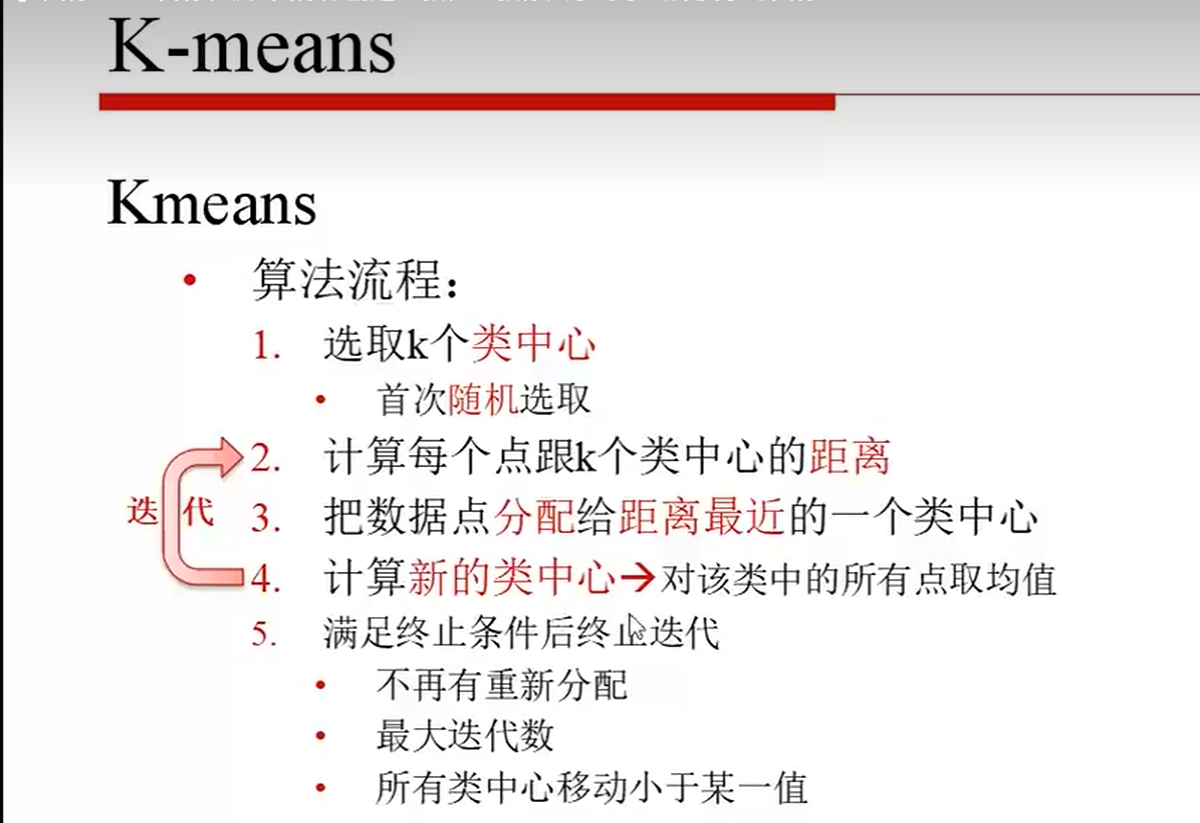 K-means
Kmeans
• 算法流程：
1. 选取k个类中心
• 首次随机选取
2. 计算每个点跟k个类中心的距离
迭代
3. 把数据点分配给距离最近的一个类中心
4. 计算新的类中心→对该类中的所有点取均值
5. 满足终止条件后终止迭代
• 不再有重新分配
• 最大迭代数
• 所有类中心移动小于某一值